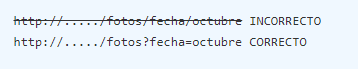 http://...../fotos/fecha/octubre INCORRECTO
http://...../fotos?fecha=octubre CORRECTO